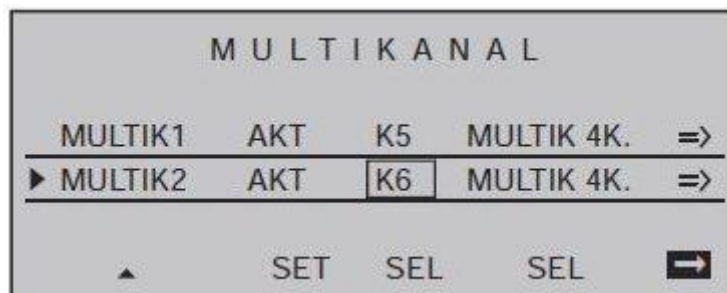 MULTIKANAL
MULTIK1 AKT K5 MULTIK 4K. =>
▶ MULTIK2 AKT K6 MULTIK 4K. =>
▲ SET SEL SEL →